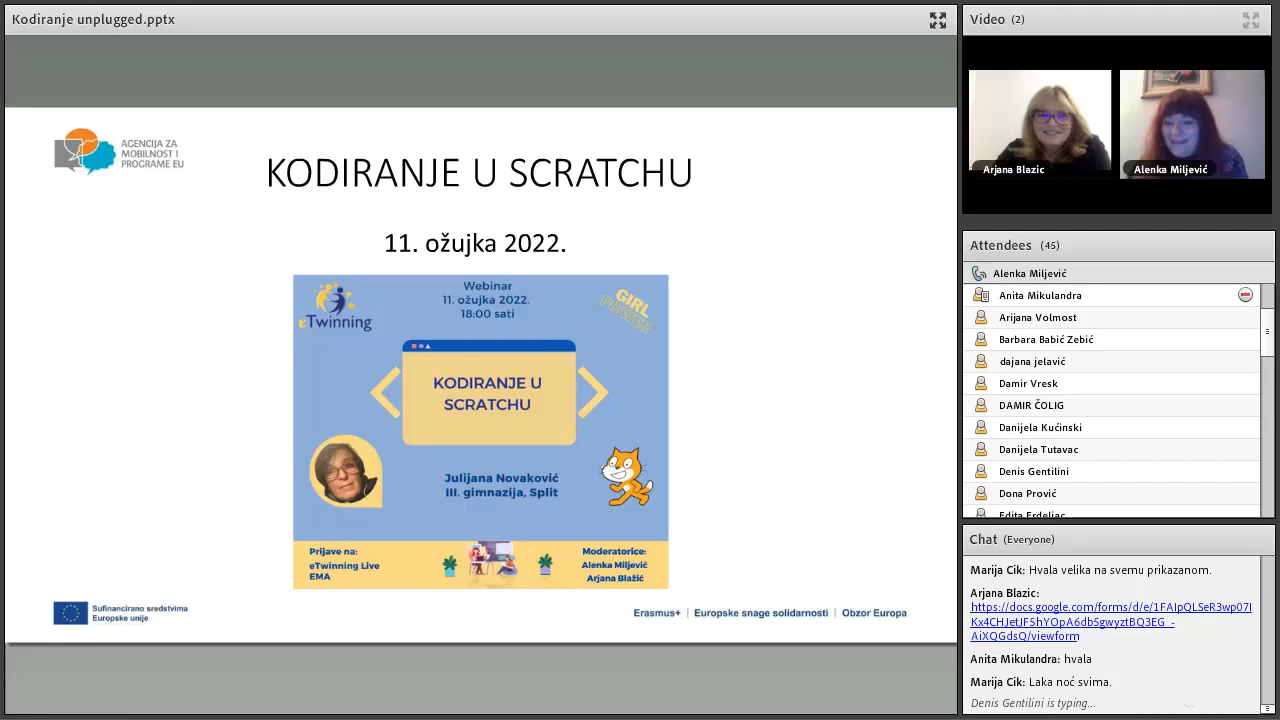 Kodiranje unplugged.pptx
AGENCIJA ZA
MOBILNOST I
PROGRAME EU
KODIRANJE U SCRATCHU
11. ožujka 2022.
eTwinning
Webinar
11. ožujka 2022.
18:00 sati
GIRL
POWER
KODIRANJE U
SCRATCHU
Julijana Novaković
III. gimnazija, Split
Prijave na:
eTwinning Live
EMA
Moderatorice:
Alenka Miljević
Arjana Blažić
Sufinancirano sredstvima
Europske unije
Erasmus+ | Europske snage solidarnosti | Obzor Europa
Video (2)
Arjana Blazic
Alenka Miljević
Attendees (45)
Alenka Miljević
Anita Mikulandra
Arijana Volmost
Barbara Babić Zebić
dajana jelavić
Damir Vresk
DAMIR ČOLIG
Danijela Kućinski
Danijela Tutavac
Denis Gentilini
Dona Prović
Edita Erdeljac
Chat (Everyone)
Marija Cik: Hvala velika na svemu prikazanom.
Arjana Blazic:
https://docs.google.com/forms/d/e/1FAIpQLSeR3wp07I
Kx4CHJetJF5hYOpA6db5gwyztBQ3EG_-
AiXQGdsQ/viewform
Anita Mikulandra: hvala
Marija Cik: Laka noć svima.
Denis Gentilini is typing...